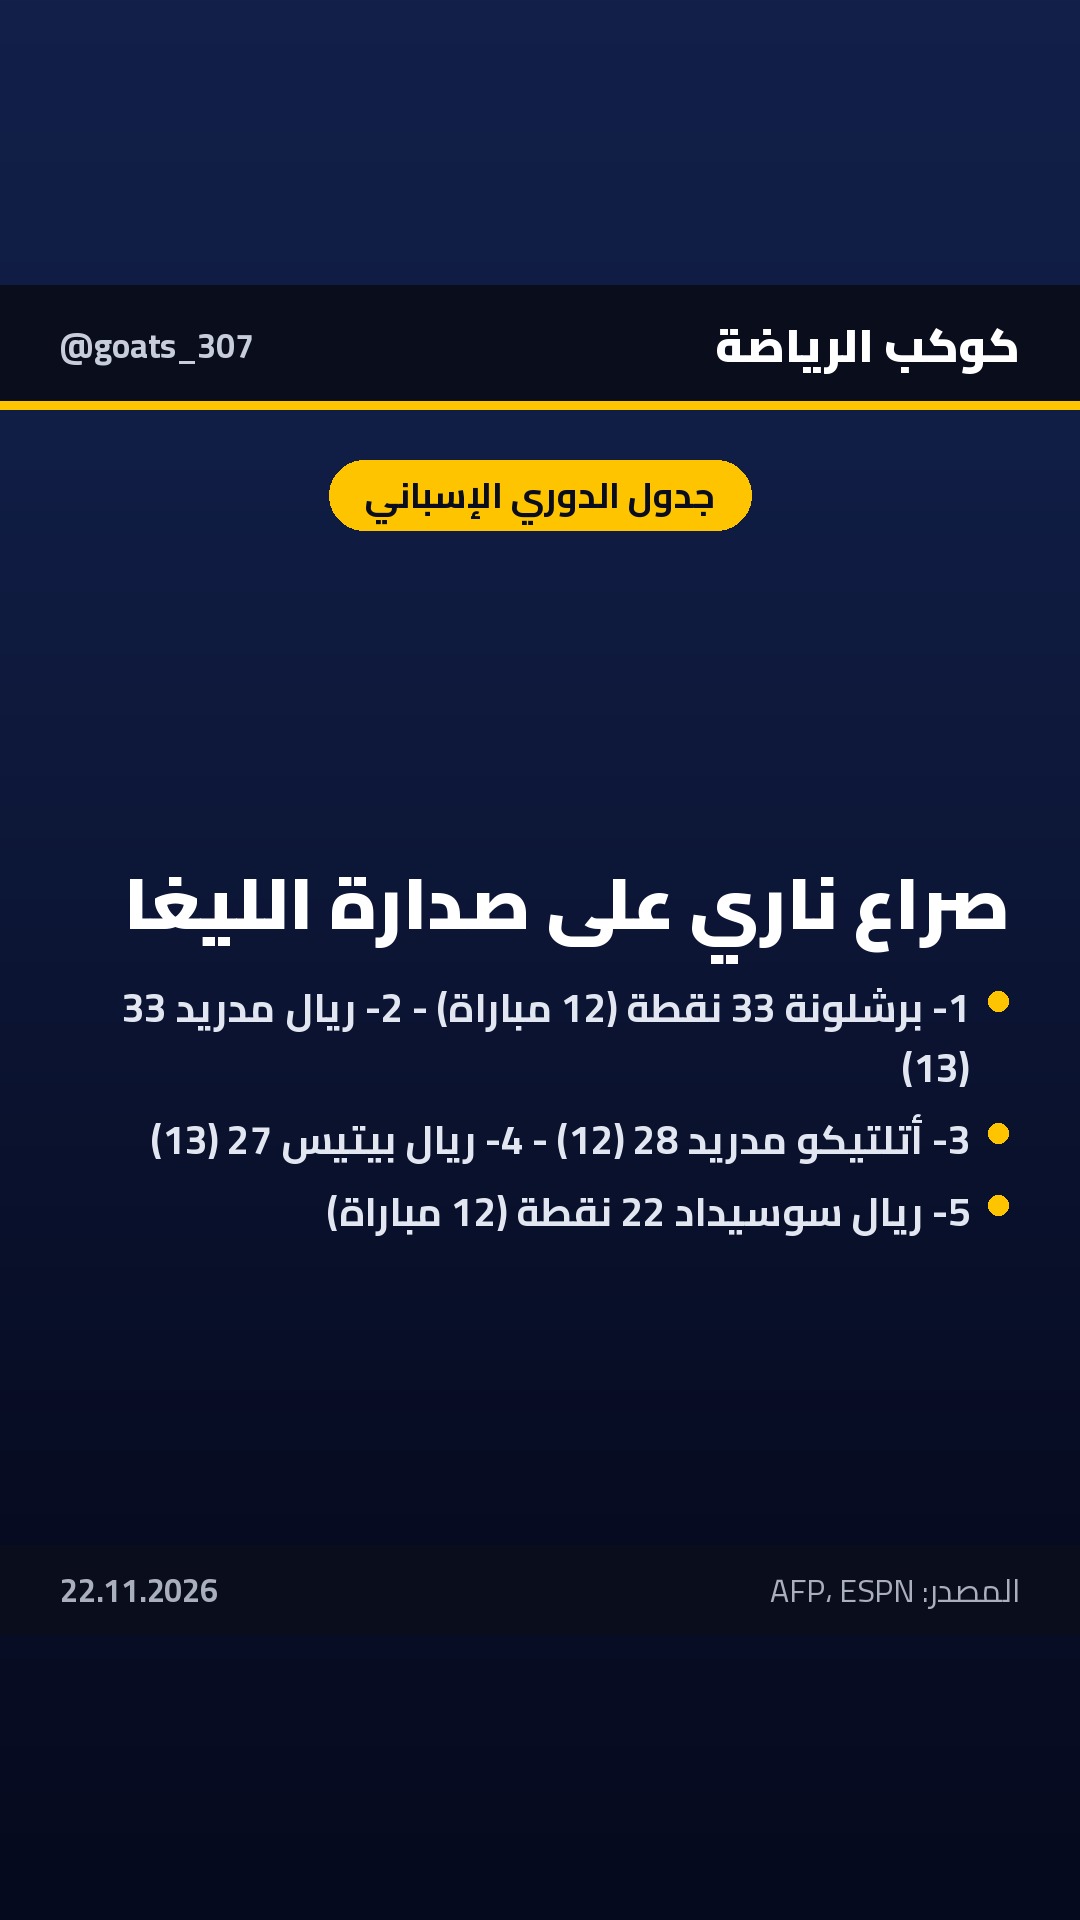 كوكب الرياضة
@goats_307
جدول الدوري الإسباني
صراع ناري على صدارة الليغا
1- برشلونة 33 نقطة (12 مباراة) - 2- ريال مدريد 33
(13)
3- أتلتيكو مدريد 28 (12) - 4- ريال بيتيس 27 (13)
5- ريال سوسيداد 22 نقطة (12 مباراة)
المصدر: AFP، ESPN
22.11.2026